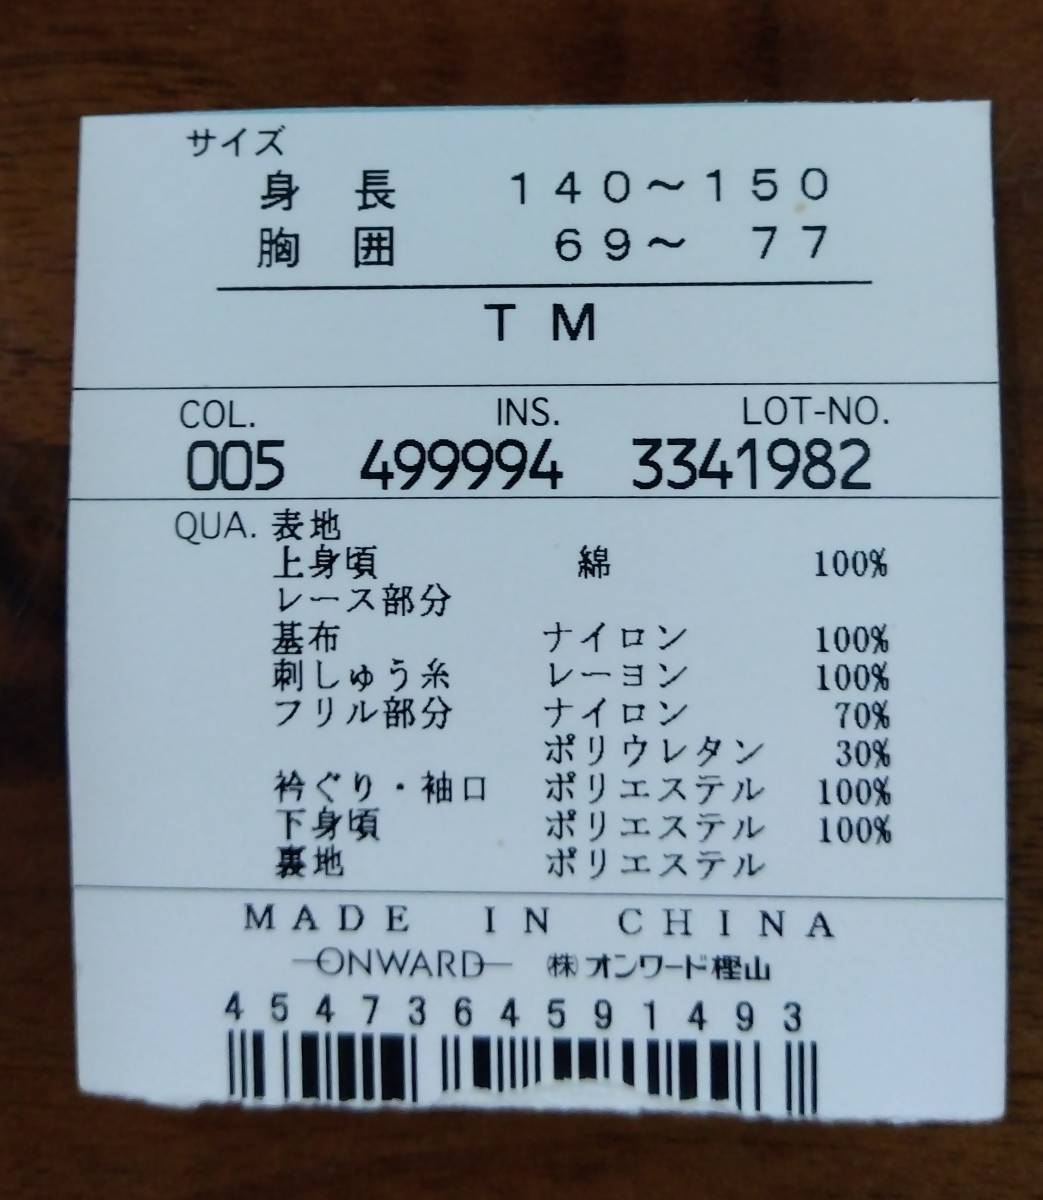 サイズ
身長 140～150
胸囲 69～ 77
TM
COL. INS. LOT-NO.
005 499994 3341982
QUA. 表地
上身頃 綿 100%
レース部分
基布 ナイロン 100%
刺しゅう糸 レーヨン 100%
フリル部分 ナイロン 70%
ポリウレタン 30%
衿ぐり・袖口 ポリエステル 100%
下身頃 ポリエステル 100%
裏地 ポリエステル
MADE IN CHINA
ONWARD ㈱オンワード樫山
4547364591493